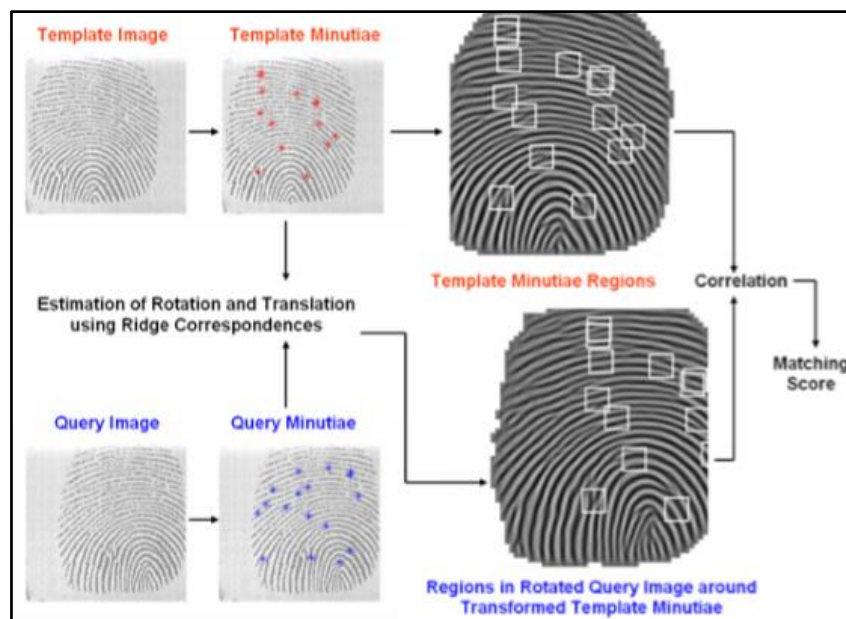 Template Image
Template Minutiae
Template Minutiae Regions
Correlation
Estimation of Rotation and Translation
using Ridge Correspondences
Matching
Score
Query Image
Query Minutiae
Regions in Rotated Query Image around
Transformed Template Minutiae